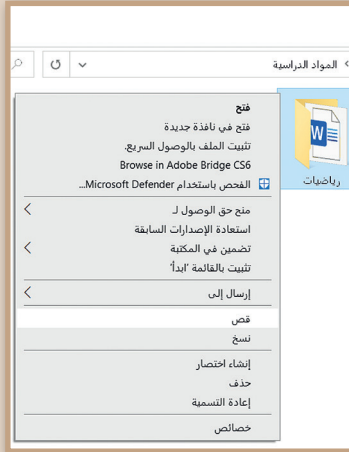 المواد الدراسية
رياضيات
فتح
فتح في نافذة جديدة
تثبيت الملف بالوصول السريع.
Browse in Adobe Bridge CS6
الفحص باستخدام Microsoft Defender...
منح حق الوصول لـ
استعادة الإصدارات السابقة
تضمين في المكتبة
تثبيت بالقائمة 'ابدأ'
إرسال إلى
قص
نسخ
إنشاء اختصار
حذف
إعادة التسمية
خصائص